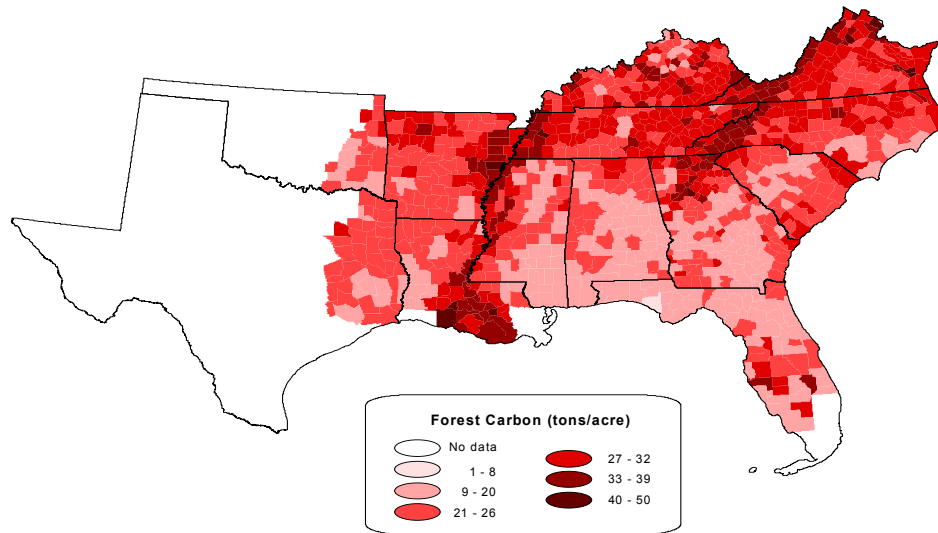 Forest Carbon (tons/acre)
No data
1 - 8
9 - 20
21 - 26
27 - 32
33 - 39
40 - 50